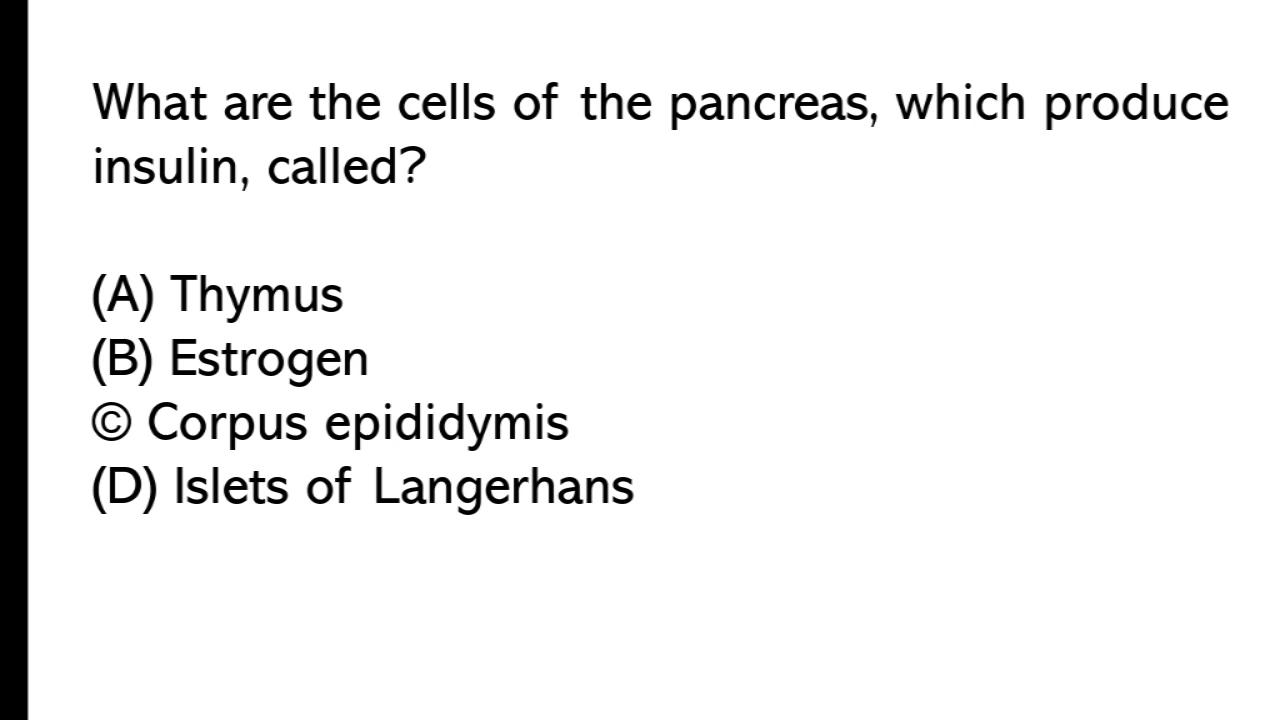 What are the cells of the pancreas, which produce
insulin, called?
(A) Thymus
(B) Estrogen
© Corpus epididymis
(D) Islets of Langerhans